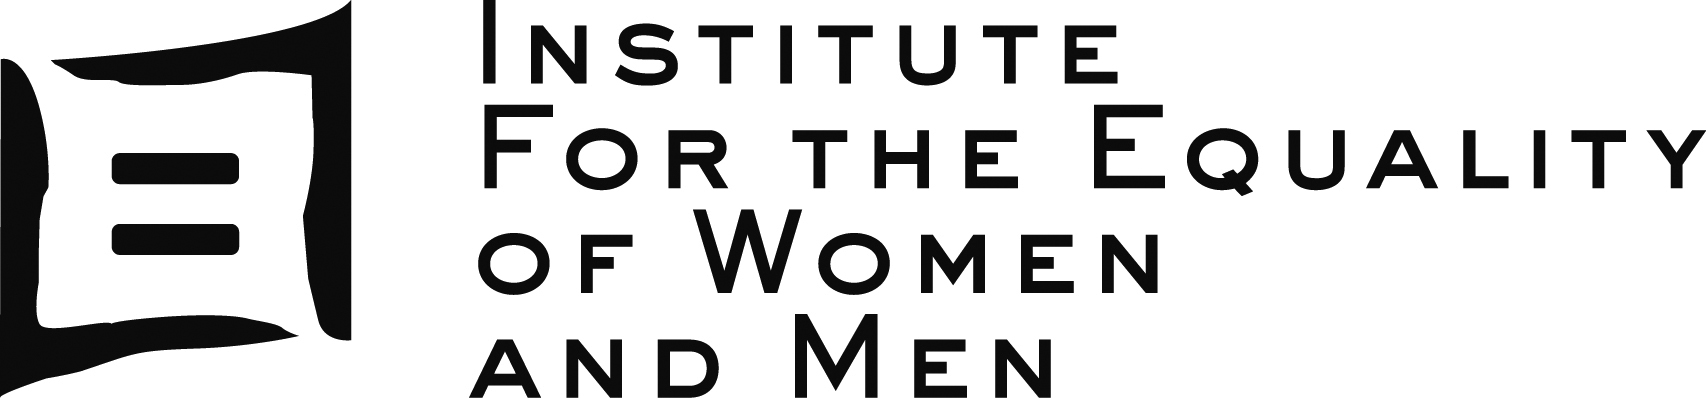 Institute
For the Equality
of Women
and Men